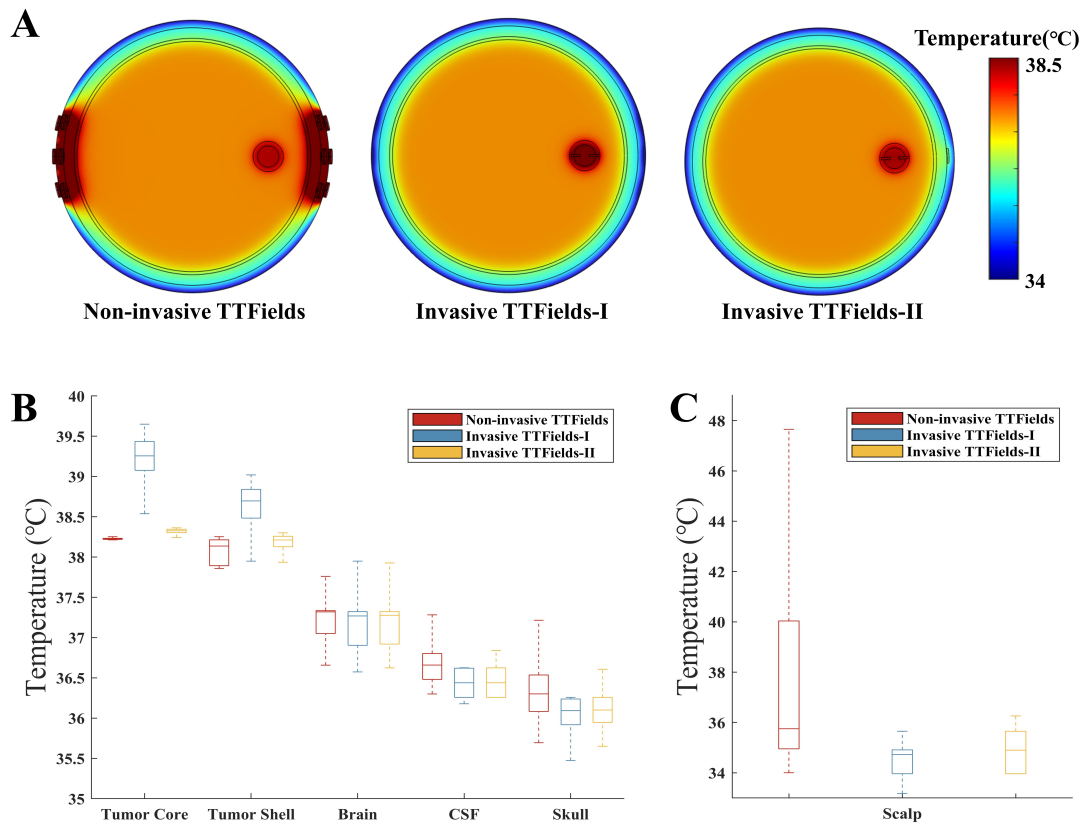 A
Temperature(°C)
38.5
34
Non-invasive TTFields
Invasive TTFields-I
Invasive TTFields-II
B
Temperature (°C)
40
39.5
39
38.5
38
37.5
37
36.5
36
35.5
35
Non-invasive TTFields
Invasive TTFields-I
Invasive TTFields-II
Tumor Core
Tumor Shell
Brain
CSF
Skull
C
Temperature (°C)
48
46
44
42
40
38
36
34
Non-invasive TTFields
Invasive TTFields-I
Invasive TTFields-II
Scalp